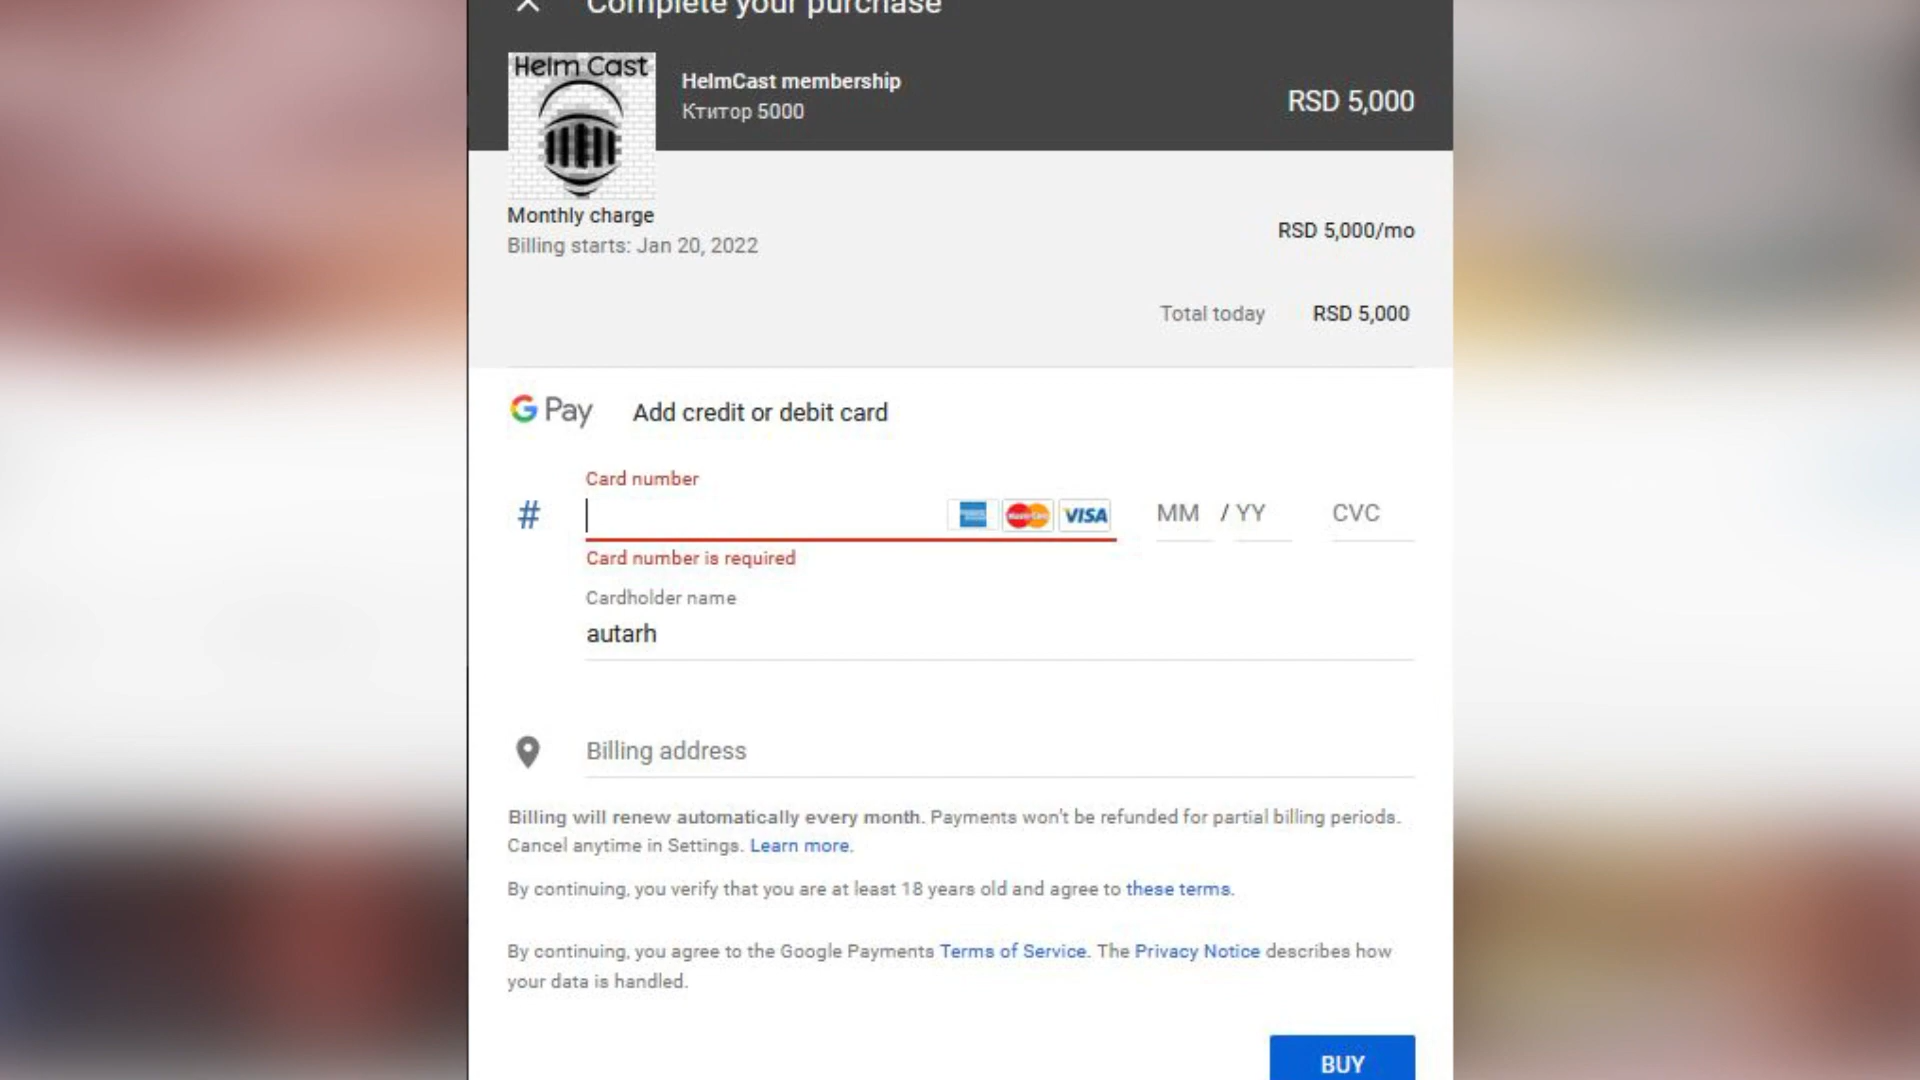 Complete your purchase
Helm Cast
HelmCast membership
Ктитор 5000
RSD 5,000
Monthly charge
Billing starts: Jan 20, 2022
RSD 5,000/mo
Total today RSD 5,000
G Pay Add credit or debit card
Card number
# MasterCard VISA MM / YY CVC
Card number is required
Cardholder name
autarh
Billing address
Billing will renew automatically every month. Payments won't be refunded for partial billing periods.
Cancel anytime in Settings. Learn more.
By continuing, you verify that you are at least 18 years old and agree to these terms.
By continuing, you agree to the Google Payments Terms of Service. The Privacy Notice describes how
your data is handled.
BUY